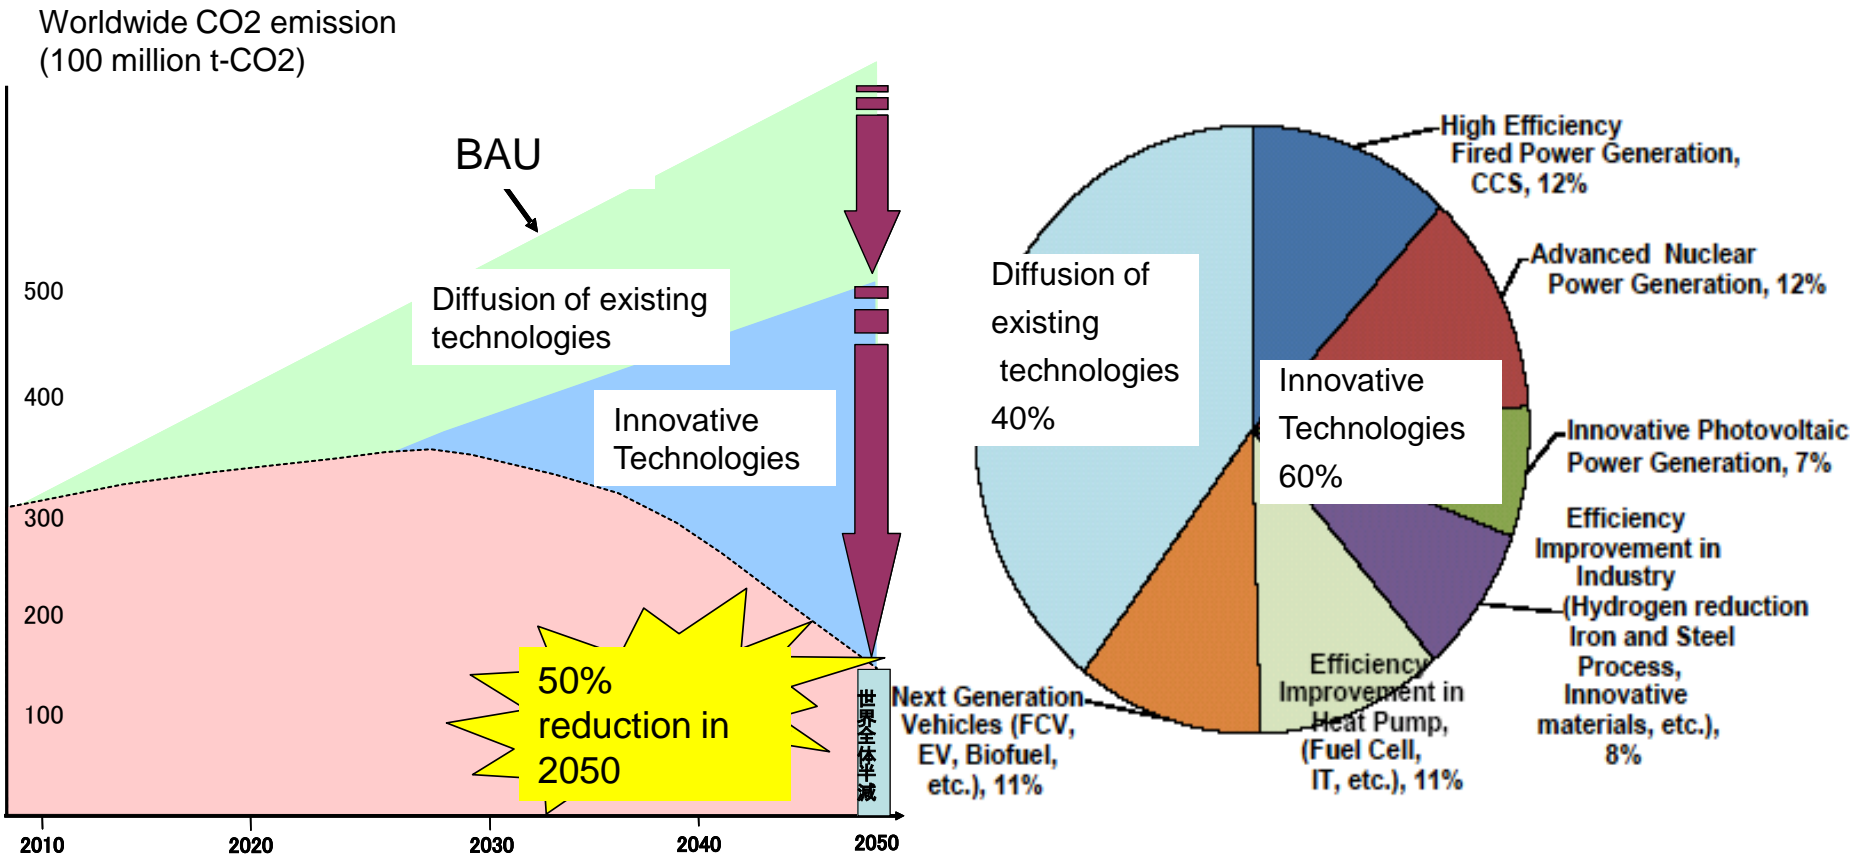 Worldwide CO2 emission
(100 million t-CO2)
BAU
500
400
300
200
100
Diffusion of existing
technologies
Innovative
Technologies
50%
reduction in
2050
世界全体半減
2010
2020
2030
2040
2050
High Efficiency
Fired Power Generation,
CCS, 12%
Advanced Nuclear
Power Generation, 12%
Innovative Photovoltaic
Power Generation, 7%
Efficiency
Improvement in
Industry
(Hydrogen reduction
Iron and Steel
Process,
Innovative
materials, etc.),
8%
Efficiency
Improvement in
Heat Pump,
(Fuel Cell,
IT, etc.), 11%
Next Generation
Vehicles (FCV,
EV, Biofuel,
etc.), 11%
Diffusion of
existing
technologies
40%
Innovative
Technologies
60%